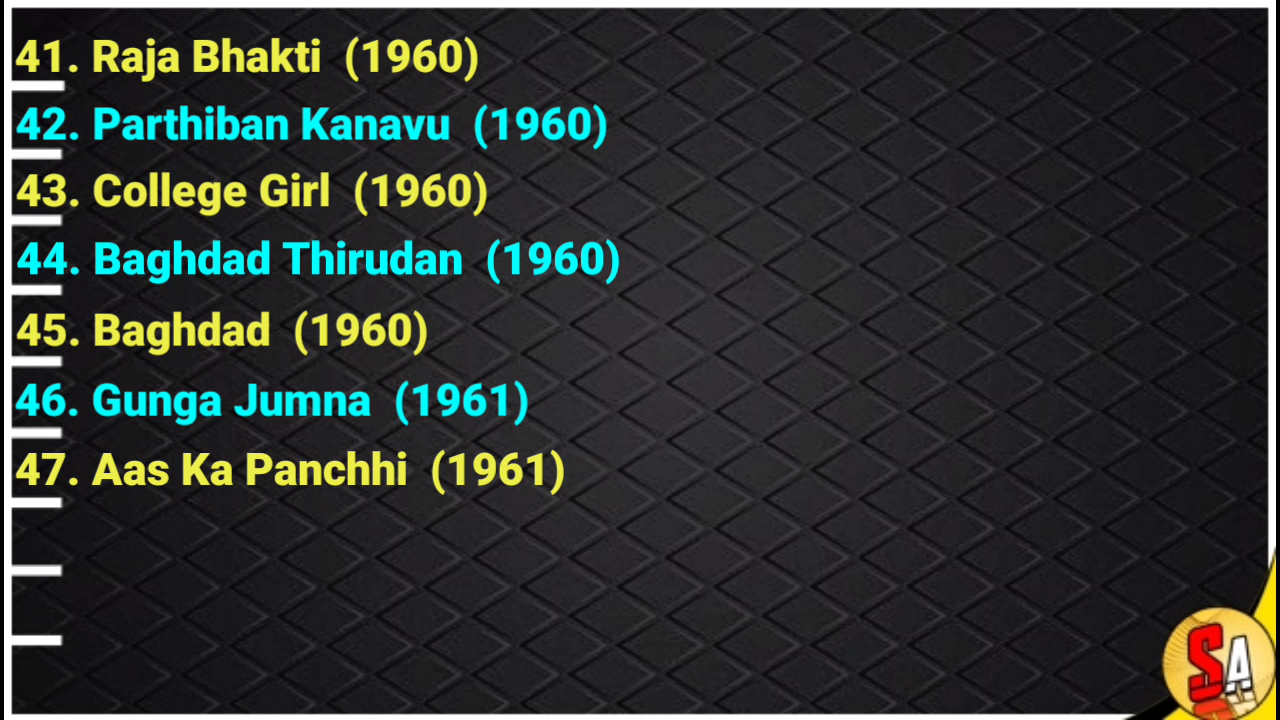 41. Raja Bhakti (1960)
42. Parthiban Kanavu (1960)
43. College Girl (1960)
44. Baghdad Thirudan (1960)
45. Baghdad (1960)
46. Gunga Jumna (1961)
47. Aas Ka Panchhi (1961)
SA